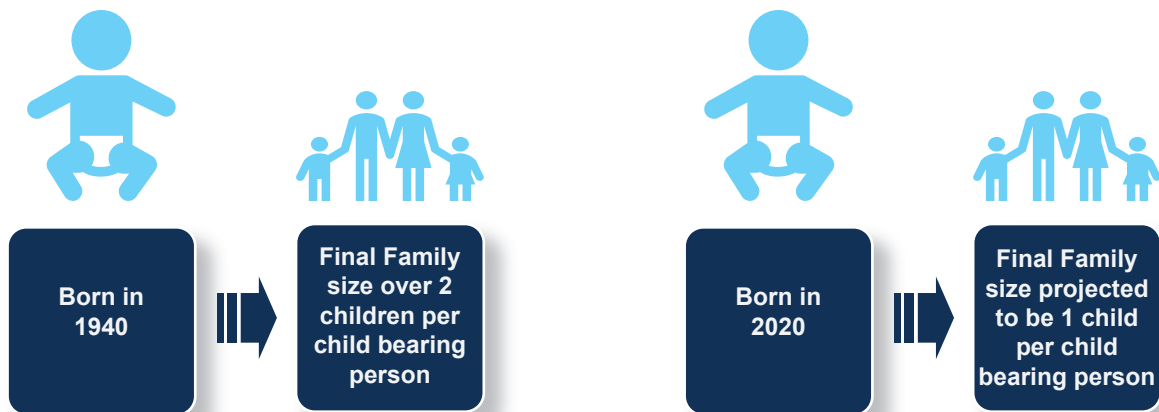 Born in
1940
Final Family
size over 2
children per
child bearing
person
Born in
2020
Final Family
size projected
to be 1 child
per child
bearing person